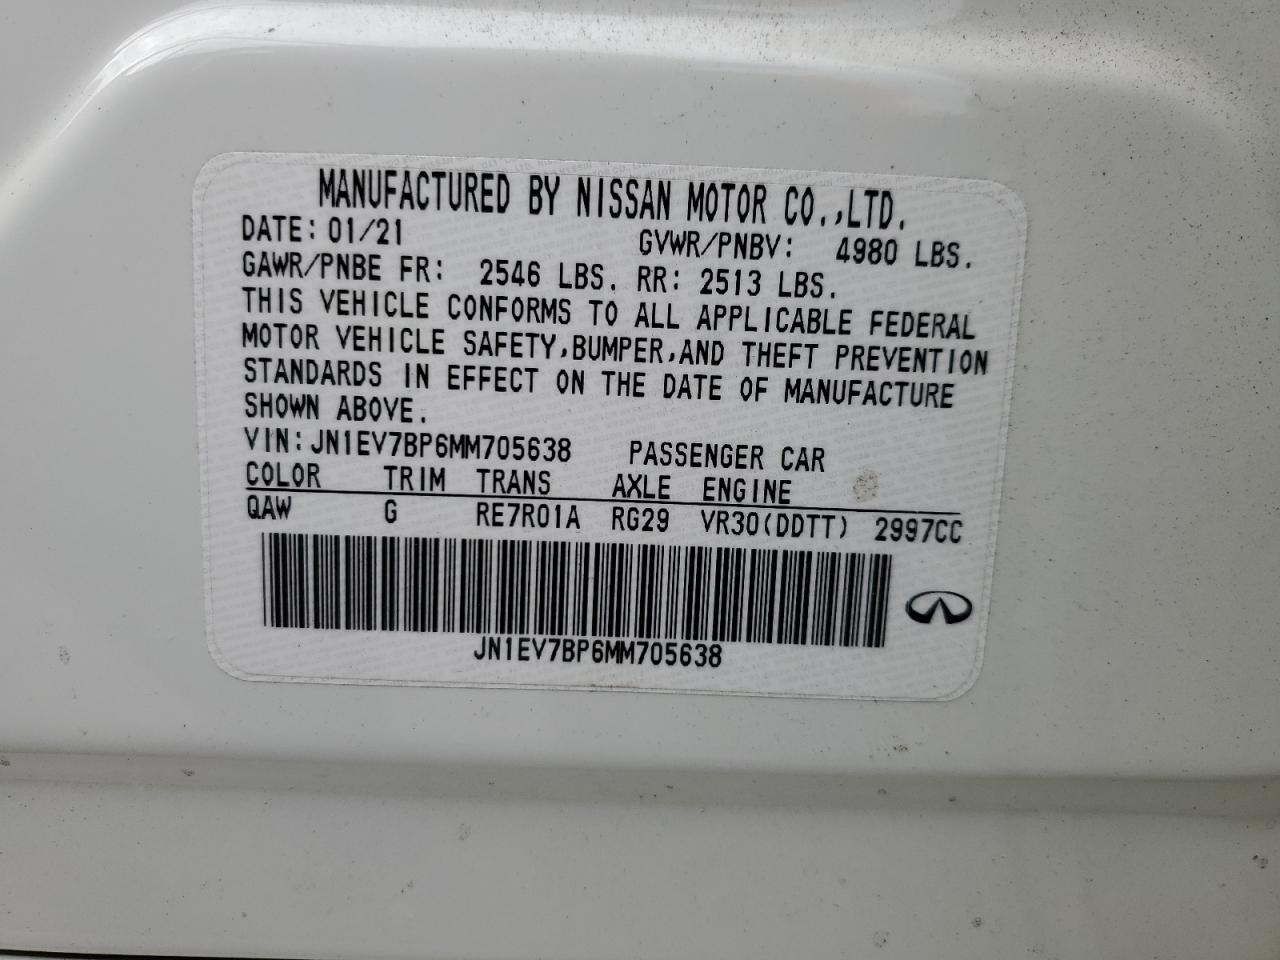 MANUFACTURED BY NISSAN MOTOR CO.,LTD.
DATE: 01/21 GVWR/PNBV: 4980 LBS.
GAWR/PNBE FR: 2546 LBS. RR: 2513 LBS.
THIS VEHICLE CONFORMS TO ALL APPLICABLE FEDERAL
MOTOR VEHICLE SAFETY,BUMPER,AND THEFT PREVENTION
STANDARDS IN EFFECT ON THE DATE OF MANUFACTURE
SHOWN ABOVE.
VIN:JN1EV7BP6MM705638 PASSENGER CAR
COLOR TRIM TRANS AXLE ENGINE
QAW G RE7R01A RG29 VR30(DDTT) 2997CC
JN1EV7BP6MM705638